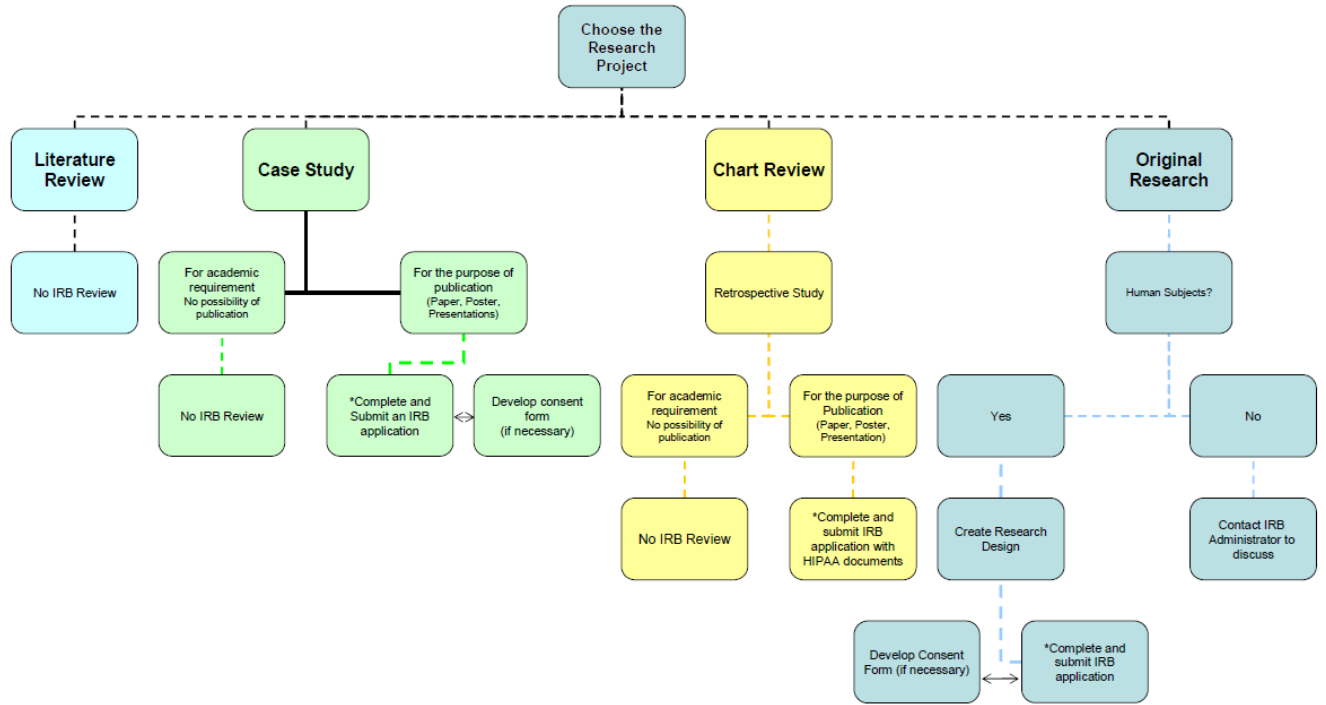 Choose the
Research
Project
Literature
Review
Case Study
Chart Review
Original
Research
No IRB Review
For academic
requirement
No possibility of
publication
For the purpose of
publication
(Paper, Poster,
Presentations)
Retrospective Study
Human Subjects?
No IRB Review
*Complete and
Submit an IRB
application
Develop consent
form
(if necessary)
For academic
requirement
No possibility of
publication
For the purpose of
Publication
(Paper, Poster,
Presentation)
Yes
No
No IRB Review
*Complete and
submit IRB
application with
HIPAA documents
Create Research
Design
Contact IRB
Administrator to
discuss
Develop Consent
Form (if necessary)
*Complete and
submit IRB
application